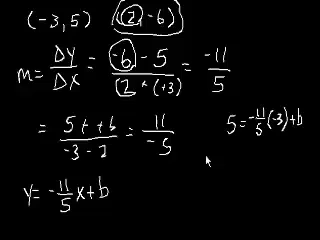 (-3, 5) (2, -6)
m = Δy/Δx = (-6 - 5)/(2 - (-3)) = -11/5
= (5 - -6)/(-3 - 2) = 11/-5
5 = -11/5 (-3) + b
y = -11/5 x + b